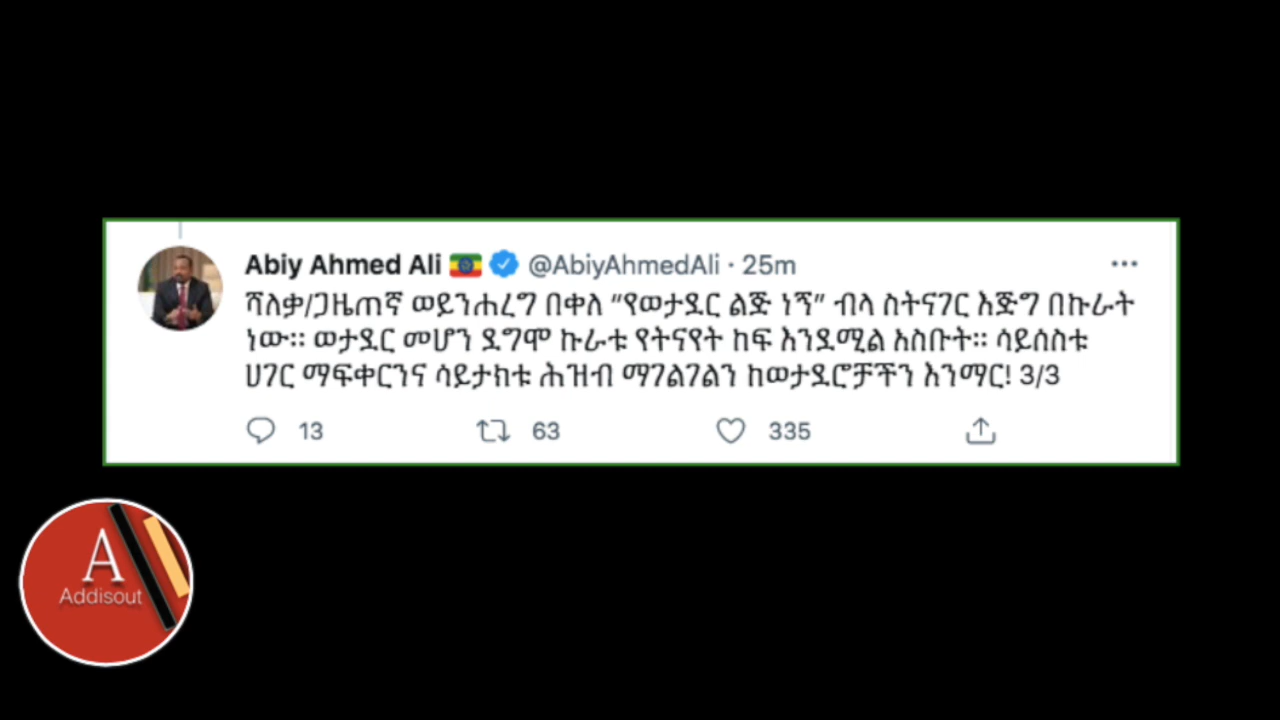 Abiy Ahmed Ali 🇪🇹 @AbiyAhmedAli · 25m
ሻለቃ/ጋዜጠኛ ወይንሐረግ በቀለ “የወታደር ልጅ ነኝ” ብላ ስትናገር እጅግ በኩራት
ነው። ወታደር መሆን ደግሞ ኩራቱ የትናየት ከፍ እንደሚል አስቡት። ሳይሰስቱ
ሀገር ማፍቀርንና ሳይታክቱ ሕዝብ ማገልገልን ከወታደሮቻችን እንማር! 3/3
13 63 335
A
Addisout